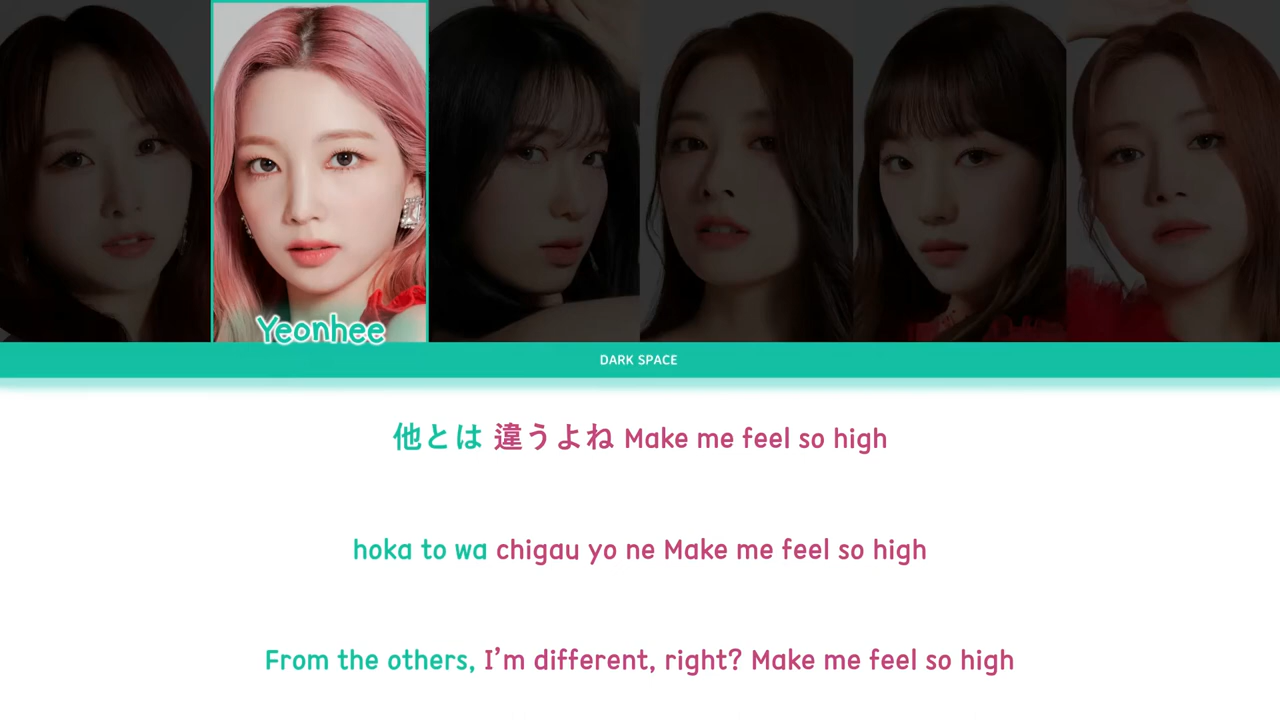 Yeonhee
DARK SPACE
他とは 違うよね Make me feel so high
hoka to wa chigau yo ne Make me feel so high
From the others, I’m different, right? Make me feel so high